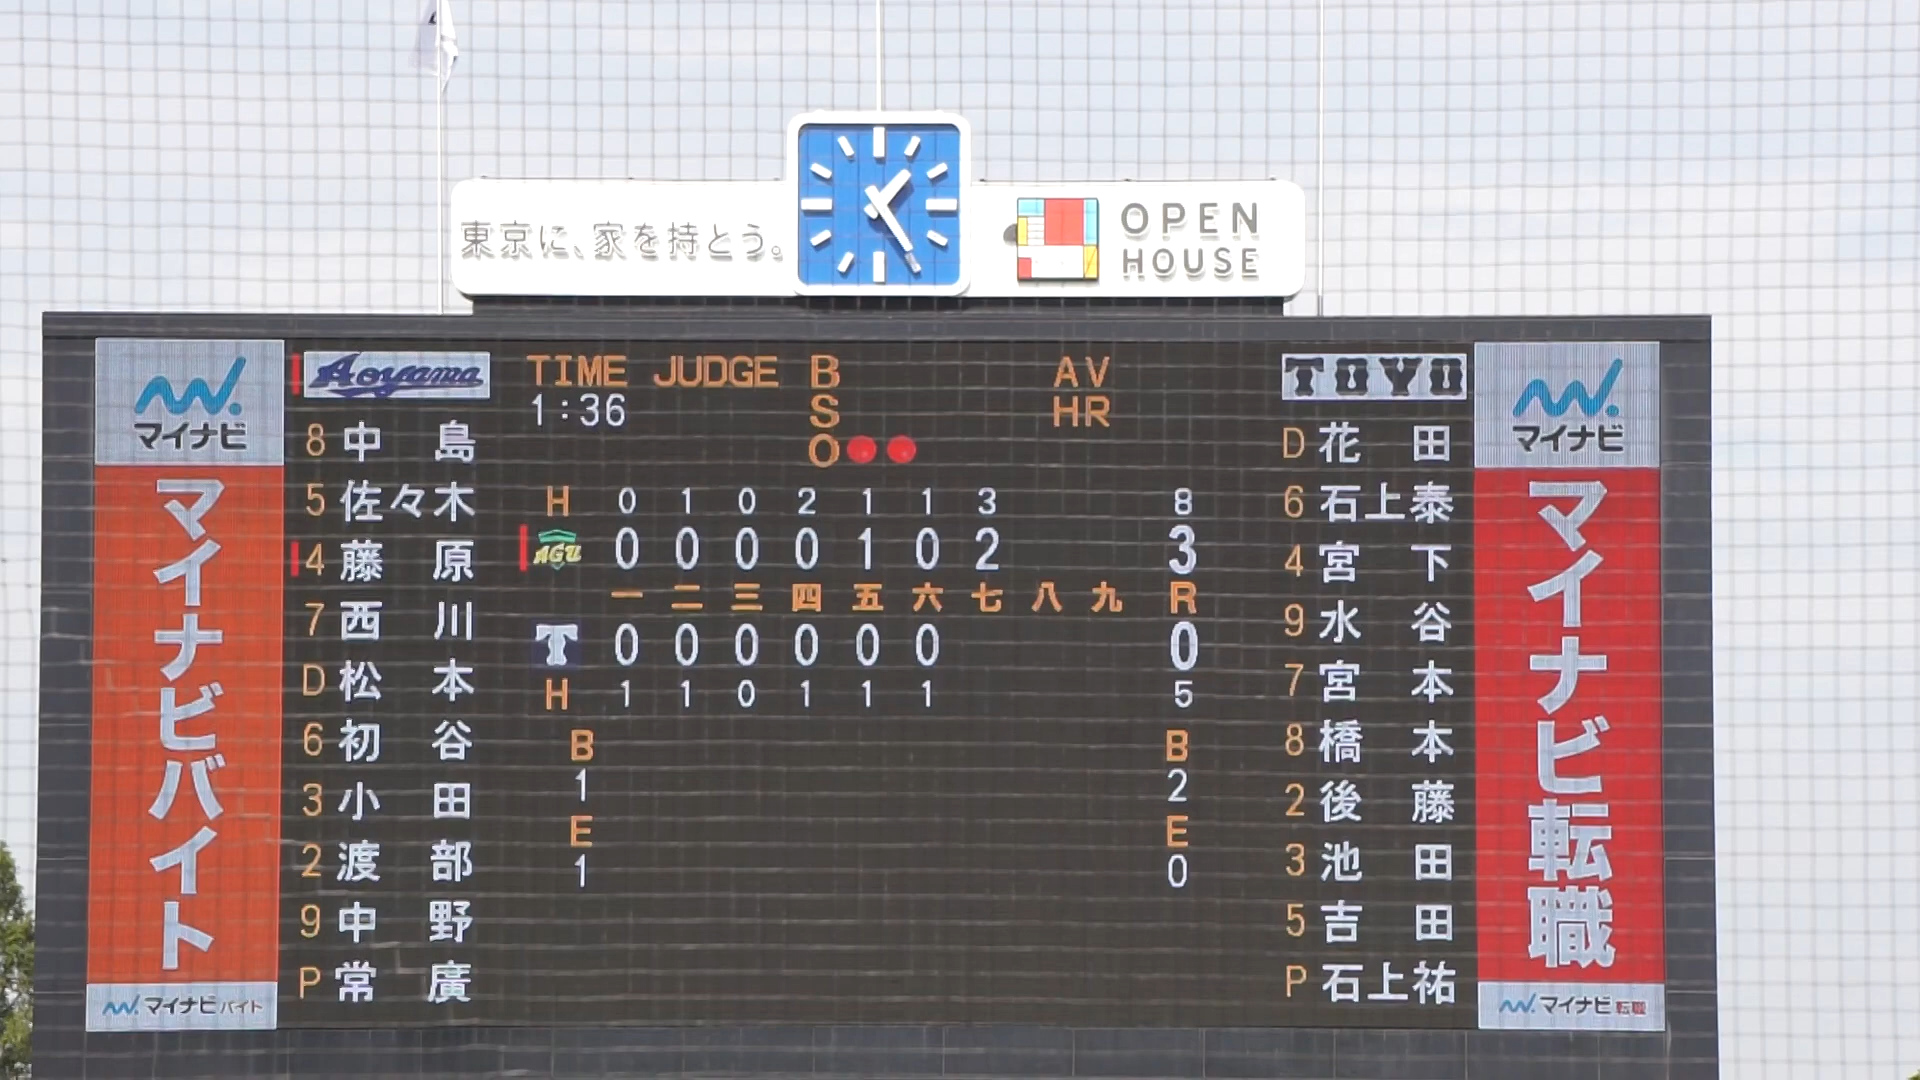 東京に、家を持とう。
OPEN
HOUSE
マイナビ
マイナビバイト
マイナビバイト
Aoyama
8 中島
5 佐々木
4 藤原
7 西川
D 松本
6 初谷
3 小田
2 渡部
9 中野
P 常廣
TIME JUDGE B AV
1:36 S HR
O
H 0 1 0 2 1 1 3 8
AGU 0 0 0 0 1 0 2 3
一 二 三 四 五 六 七 八 九 R
T 0 0 0 0 0 0 0
H 1 1 0 1 1 1 5
B B
1 2
E E
1 0
TOYO
D 花田
6 石上泰
4 宮下
9 水谷
7 宮本
8 橋本
2 後藤
3 池田
5 吉田
P 石上祐
マイナビ
マイナビ転職
マイナビ転職